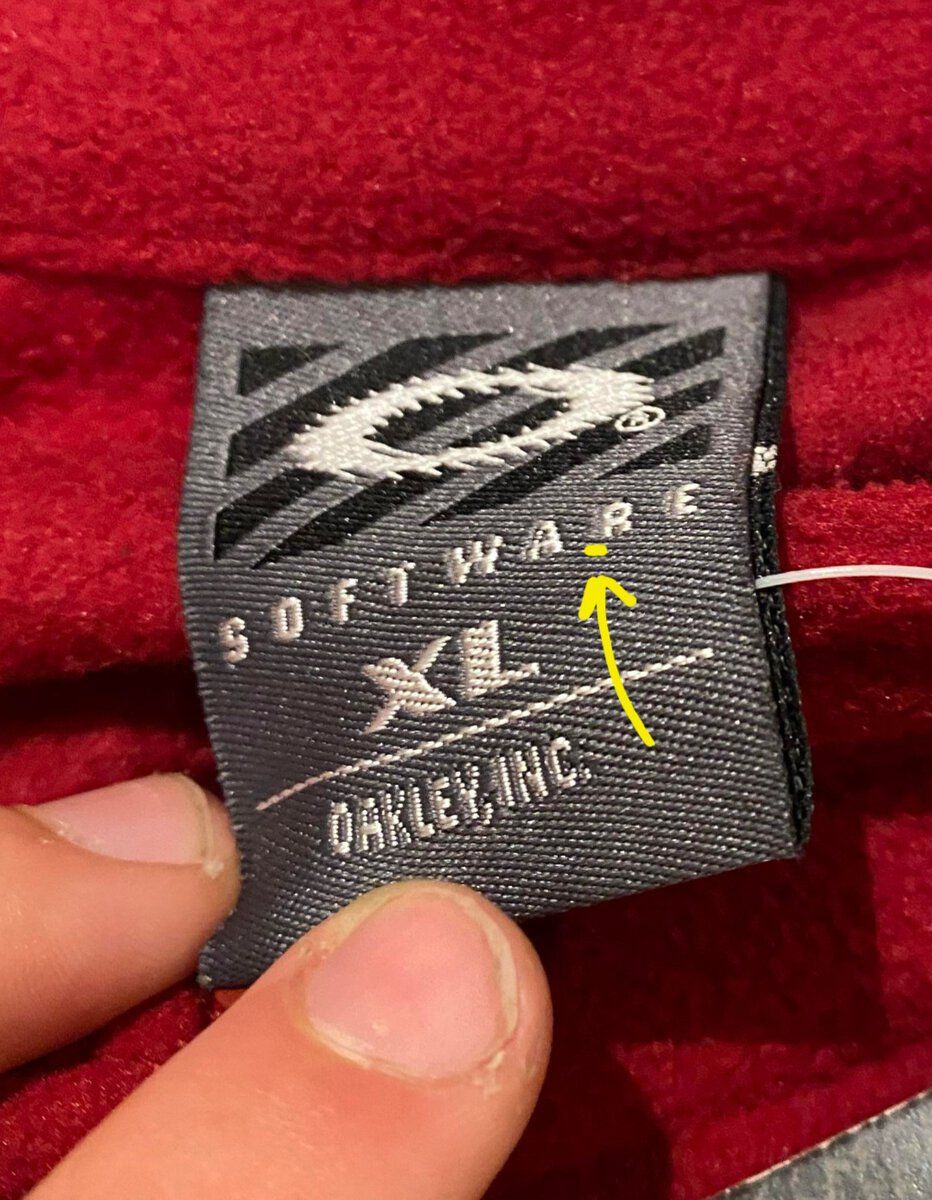 ®
SOFTWARE
XL
OAKLEY, INC.